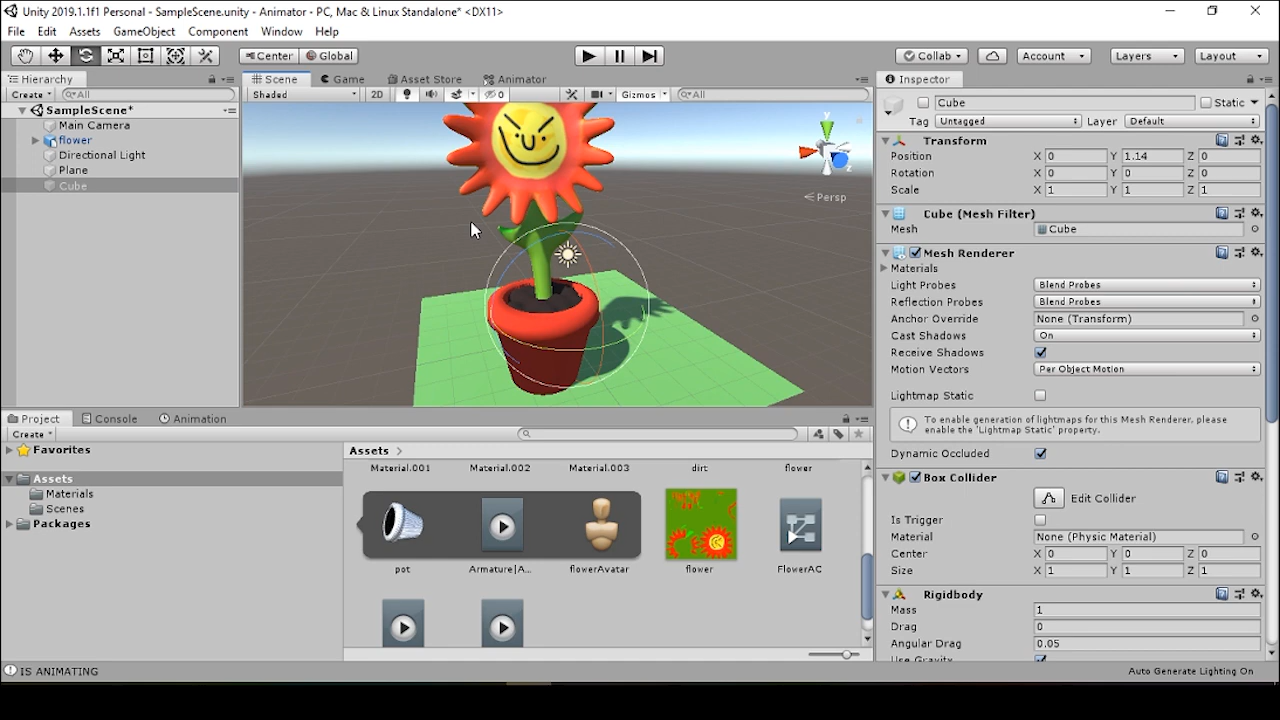 Unity 2019.1.1f1 Personal - SampleScene.unity - Animator - PC, Mac & Linux Standalone* <DX11>
File Edit Assets GameObject Component Window Help
Center Global Collab Account Layers Layout
Hierarchy
Create All
SampleScene*
Main Camera
flower
Directional Light
Plane
Cube
Scene Game Asset Store Animator
Shaded 2D 0 Gizmos All
y
z
Persp
Inspector
Cube Static
Tag Untagged Layer Default
Transform
Position X 0 Y 1.14 Z 0
Rotation X 0 Y 0 Z 0
Scale X 1 Y 1 Z 1
Cube (Mesh Filter)
Mesh Cube
Mesh Renderer
Materials
Light Probes Blend Probes
Reflection Probes Blend Probes
Anchor Override None (Transform)
Cast Shadows On
Receive Shadows
Motion Vectors Per Object Motion
Lightmap Static
To enable generation of lightmaps for this Mesh Renderer, please
enable the 'Lightmap Static' property.
Dynamic Occluded
Box Collider
Edit Collider
Is Trigger
Material None (Physic Material)
Center X 0 Y 0 Z 0
Size X 1 Y 1 Z 1
Rigidbody
Mass 1
Drag 0
Angular Drag 0.05
Use Gravity
Project Console Animation
Create
Favorites
Assets
Materials
Scenes
Packages
Assets
Material.001 Material.002 Material.003 dirt flower
pot Armature|A... flowerAvatar flower FlowerAC
IS ANIMATING
Auto Generate Lighting On